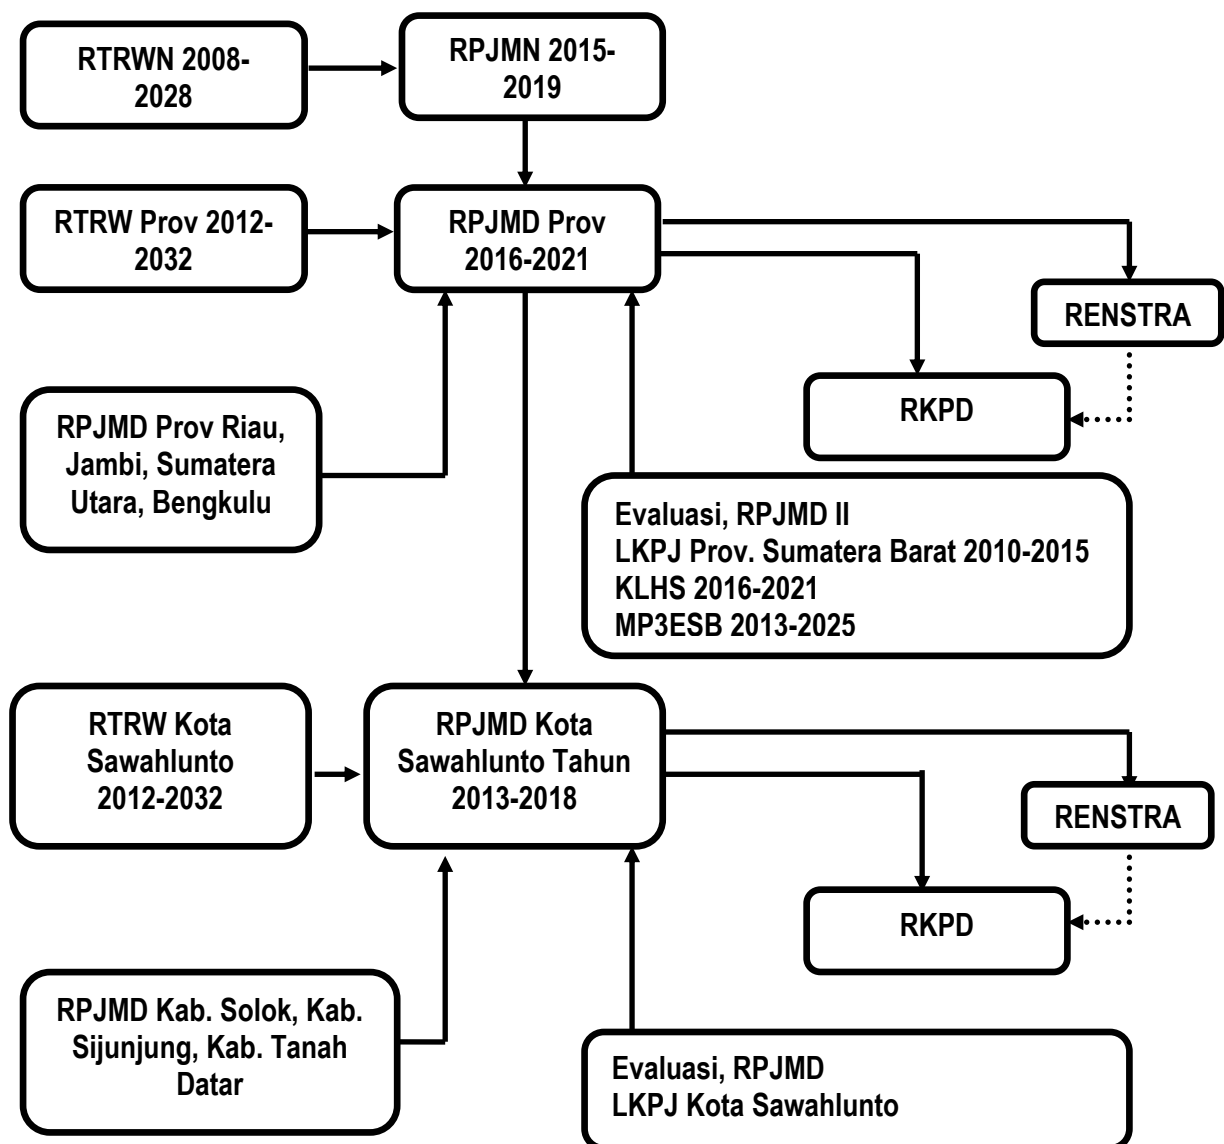 RTRWN 2008-
2028
RPJMN 2015-
2019
RTRW Prov 2012-
2032
RPJMD Prov
2016-2021
RENSTRA
RKPD
RPJMD Prov Riau,
Jambi, Sumatera
Utara, Bengkulu
Evaluasi, RPJMD II
LKPJ Prov. Sumatera Barat 2010-2015
KLHS 2016-2021
MP3ESB 2013-2025
RTRW Kota
Sawahlunto
2012-2032
RPJMD Kota
Sawahlunto Tahun
2013-2018
RENSTRA
RKPD
RPJMD Kab. Solok, Kab.
Sijunjung, Kab. Tanah
Datar
Evaluasi, RPJMD
LKPJ Kota Sawahlunto